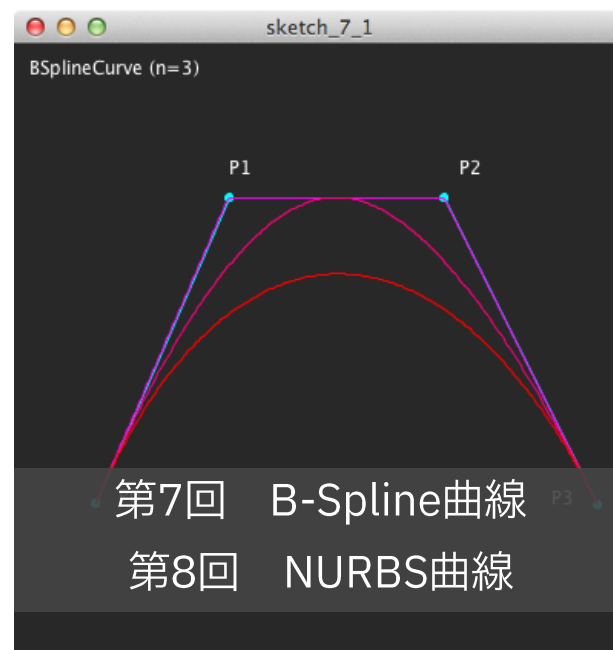 sketch_7_1
BSplineCurve (n=3)
P1 P2
第7回　B-Spline曲線
P3
第8回　NURBS曲線